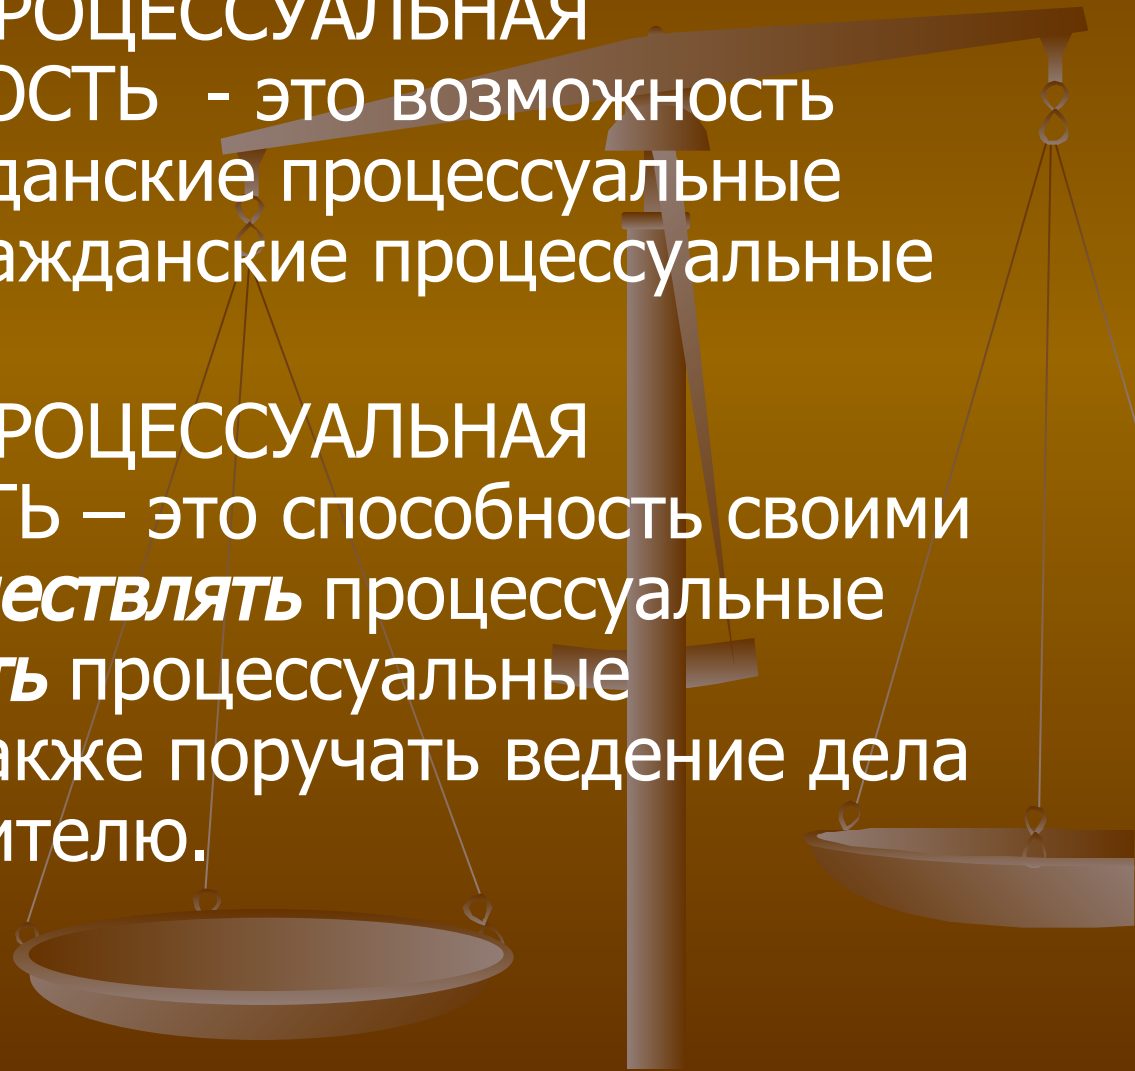 РОЦЕССУАЛЬНАЯ
ОСТЬ - это возможность
данские процессуальные
ажданские процессуальные
РОЦЕССУАЛЬНАЯ
ТЬ – это способность своими
ествлять процессуальные
ть процессуальные
акже поручать ведение дела
ителю.